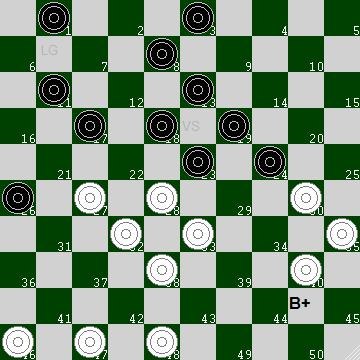 1 2 3 4 5
6 LG 7 8 9 10
11 12 13 14 15
16 17 18 VS 19 20
21 22 23 24 25
26 27 28 29 30
31 32 33 34 35
36 37 38 39 40
41 42 43 44 B+ 45
46 47 48 49 50